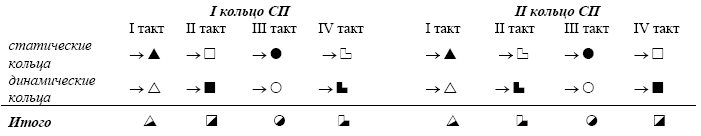 I кольцо СП II кольцо СП
I такт II такт III такт IV такт I такт II такт III такт IV такт
статические
кольца
динамические
кольца
Итого